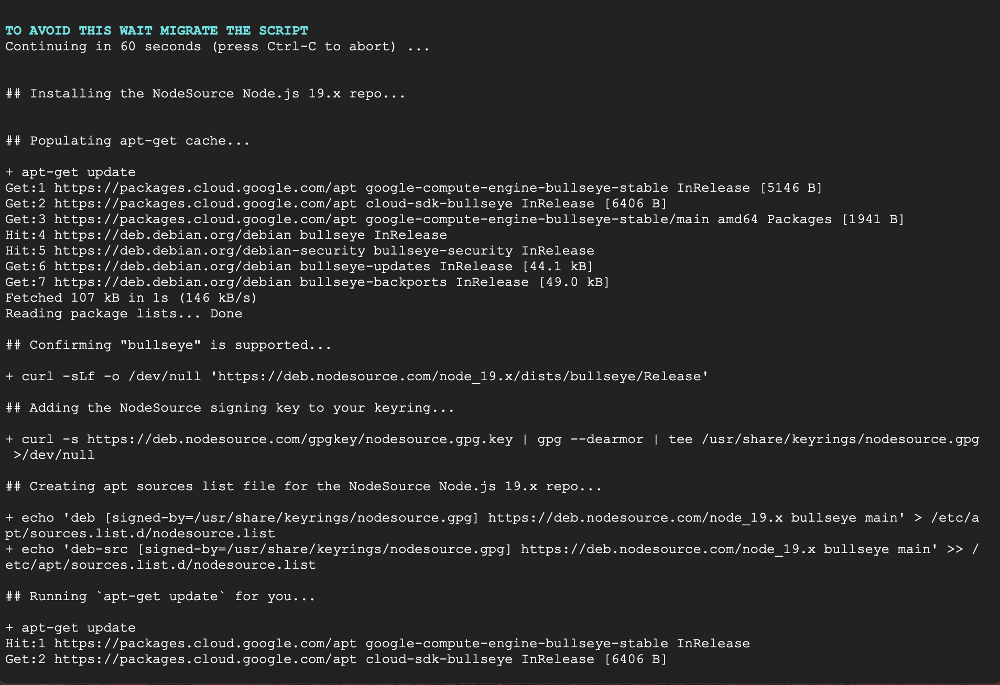 TO AVOID THIS WAIT MIGRATE THE SCRIPT
Continuing in 60 seconds (press Ctrl-C to abort) ...
## Installing the NodeSource Node.js 19.x repo...
## Populating apt-get cache...
+ apt-get update
Get:1 https://packages.cloud.google.com/apt google-compute-engine-bullseye-stable InRelease [5146 B]
Get:2 https://packages.cloud.google.com/apt cloud-sdk-bullseye InRelease [6406 B]
Get:3 https://packages.cloud.google.com/apt google-compute-engine-bullseye-stable/main amd64 Packages [1941 B]
Hit:4 https://deb.debian.org/debian bullseye InRelease
Hit:5 https://deb.debian.org/debian-security bullseye-security InRelease
Get:6 https://deb.debian.org/debian bullseye-updates InRelease [44.1 kB]
Get:7 https://deb.debian.org/debian bullseye-backports InRelease [49.0 kB]
Fetched 107 kB in 1s (146 kB/s)
Reading package lists... Done
## Confirming "bullseye" is supported...
+ curl -sLf -o /dev/null 'https://deb.nodesource.com/node_19.x/dists/bullseye/Release'
## Adding the NodeSource signing key to your keyring...
+ curl -s https://deb.nodesource.com/gpgkey/nodesource.gpg.key | gpg --dearmor | tee /usr/share/keyrings/nodesource.gpg
 >/dev/null
## Creating apt sources list file for the NodeSource Node.js 19.x repo...
+ echo 'deb [signed-by=/usr/share/keyrings/nodesource.gpg] https://deb.nodesource.com/node_19.x bullseye main' > /etc/a
pt/sources.list.d/nodesource.list
+ echo 'deb-src [signed-by=/usr/share/keyrings/nodesource.gpg] https://deb.nodesource.com/node_19.x bullseye main' >> /
etc/apt/sources.list.d/nodesource.list
## Running `apt-get update` for you...
+ apt-get update
Hit:1 https://packages.cloud.google.com/apt google-compute-engine-bullseye-stable InRelease
Get:2 https://packages.cloud.google.com/apt cloud-sdk-bullseye InRelease [6406 B]